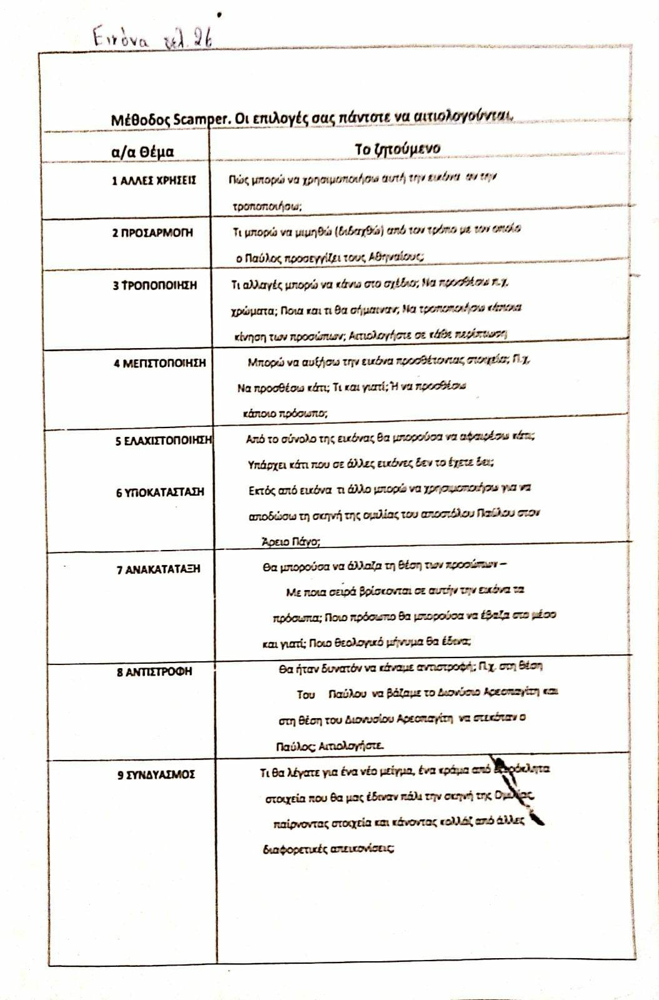 Εικόνα σελ. 26
Μέθοδος Scamper. Οι επιλογές σας πάντοτε να αιτιολογούνται.
α/α Θέμα Το ζητούμενο
1 ΑΛΛΕΣ ΧΡΗΣΕΙΣ Πώς μπορώ να χρησιμοποιήσω αυτή την εικόνα αν την
τροποποιήσω;
2 ΠΡΟΣΑΡΜΟΓΗ Τι μπορώ να μιμηθώ (διδαχθώ) από τον τρόπο με τον οποίο
ο Παύλος προσεγγίζει τους Αθηναίους;
3 ΤΡΟΠΟΠΟΙΗΣΗ Τι αλλαγές μπορώ να κάνω στο σχέδιο; Να προσθέσω π.χ.
χρώματα; Ποια και τι θα σήμαιναν; Να τροποποιήσω κάποια
κίνηση των προσώπων; Αιτιολογήστε σε κάθε περίπτωση
4 ΜΕΓΙΣΤΟΠΟΙΗΣΗ Μπορώ να αυξήσω την εικόνα προσθέτοντας στοιχεία; Π.χ.
Να προσθέσω κάτι; Τι και γιατί; Ή να προσθέσω
κάποιο πρόσωπο;
5 ΕΛΑΧΙΣΤΟΠΟΙΗΣΗ Από το σύνολο της εικόνας θα μπορούσα να αφαιρέσω κάτι;
Υπάρχει κάτι που σε άλλες εικόνες δεν το έχετε δει;
6 ΥΠΟΚΑΤΑΣΤΑΣΗ Εκτός από εικόνα τι άλλο μπορώ να χρησιμοποιήσω για να
αποδώσω τη σκηνή της ομιλίας του αποστόλου Παύλου στον
Άρειο Πάγο;
7 ΑΝΑΚΑΤΑΤΑΞΗ Θα μπορούσα να άλλαζα τη θέση των προσώπων –
Με ποια σειρά βρίσκονται σε αυτήν την εικόνα τα
πρόσωπα; Ποιο πρόσωπο θα μπορούσα να έβαζα στο μέσο
και γιατί; Ποιο θεολογικό μήνυμα θα έδινα;
8 ΑΝΤΙΣΤΡΟΦΗ Θα ήταν δυνατόν να κάναμε αντιστροφή; Π.χ. στη θέση
Του Παύλου να βάζαμε το Διονύσιο Αρεοπαγίτη και
στη θέση του Διονυσίου Αρεοπαγίτη να στεκόταν ο
Παύλος; Αιτιολογήστε.
9 ΣΥΝΔΥΑΣΜΟΣ Τι θα λέγατε για ένα νέο μείγμα, ένα κράμα από ετερόκλητα
στοιχεία που θα μας έδιναν πάλι την σκηνή της Ομιλίας,
παίρνοντας στοιχεία και κάνοντας κολλάζ από άλλες
διαφορετικές απεικονίσεις;